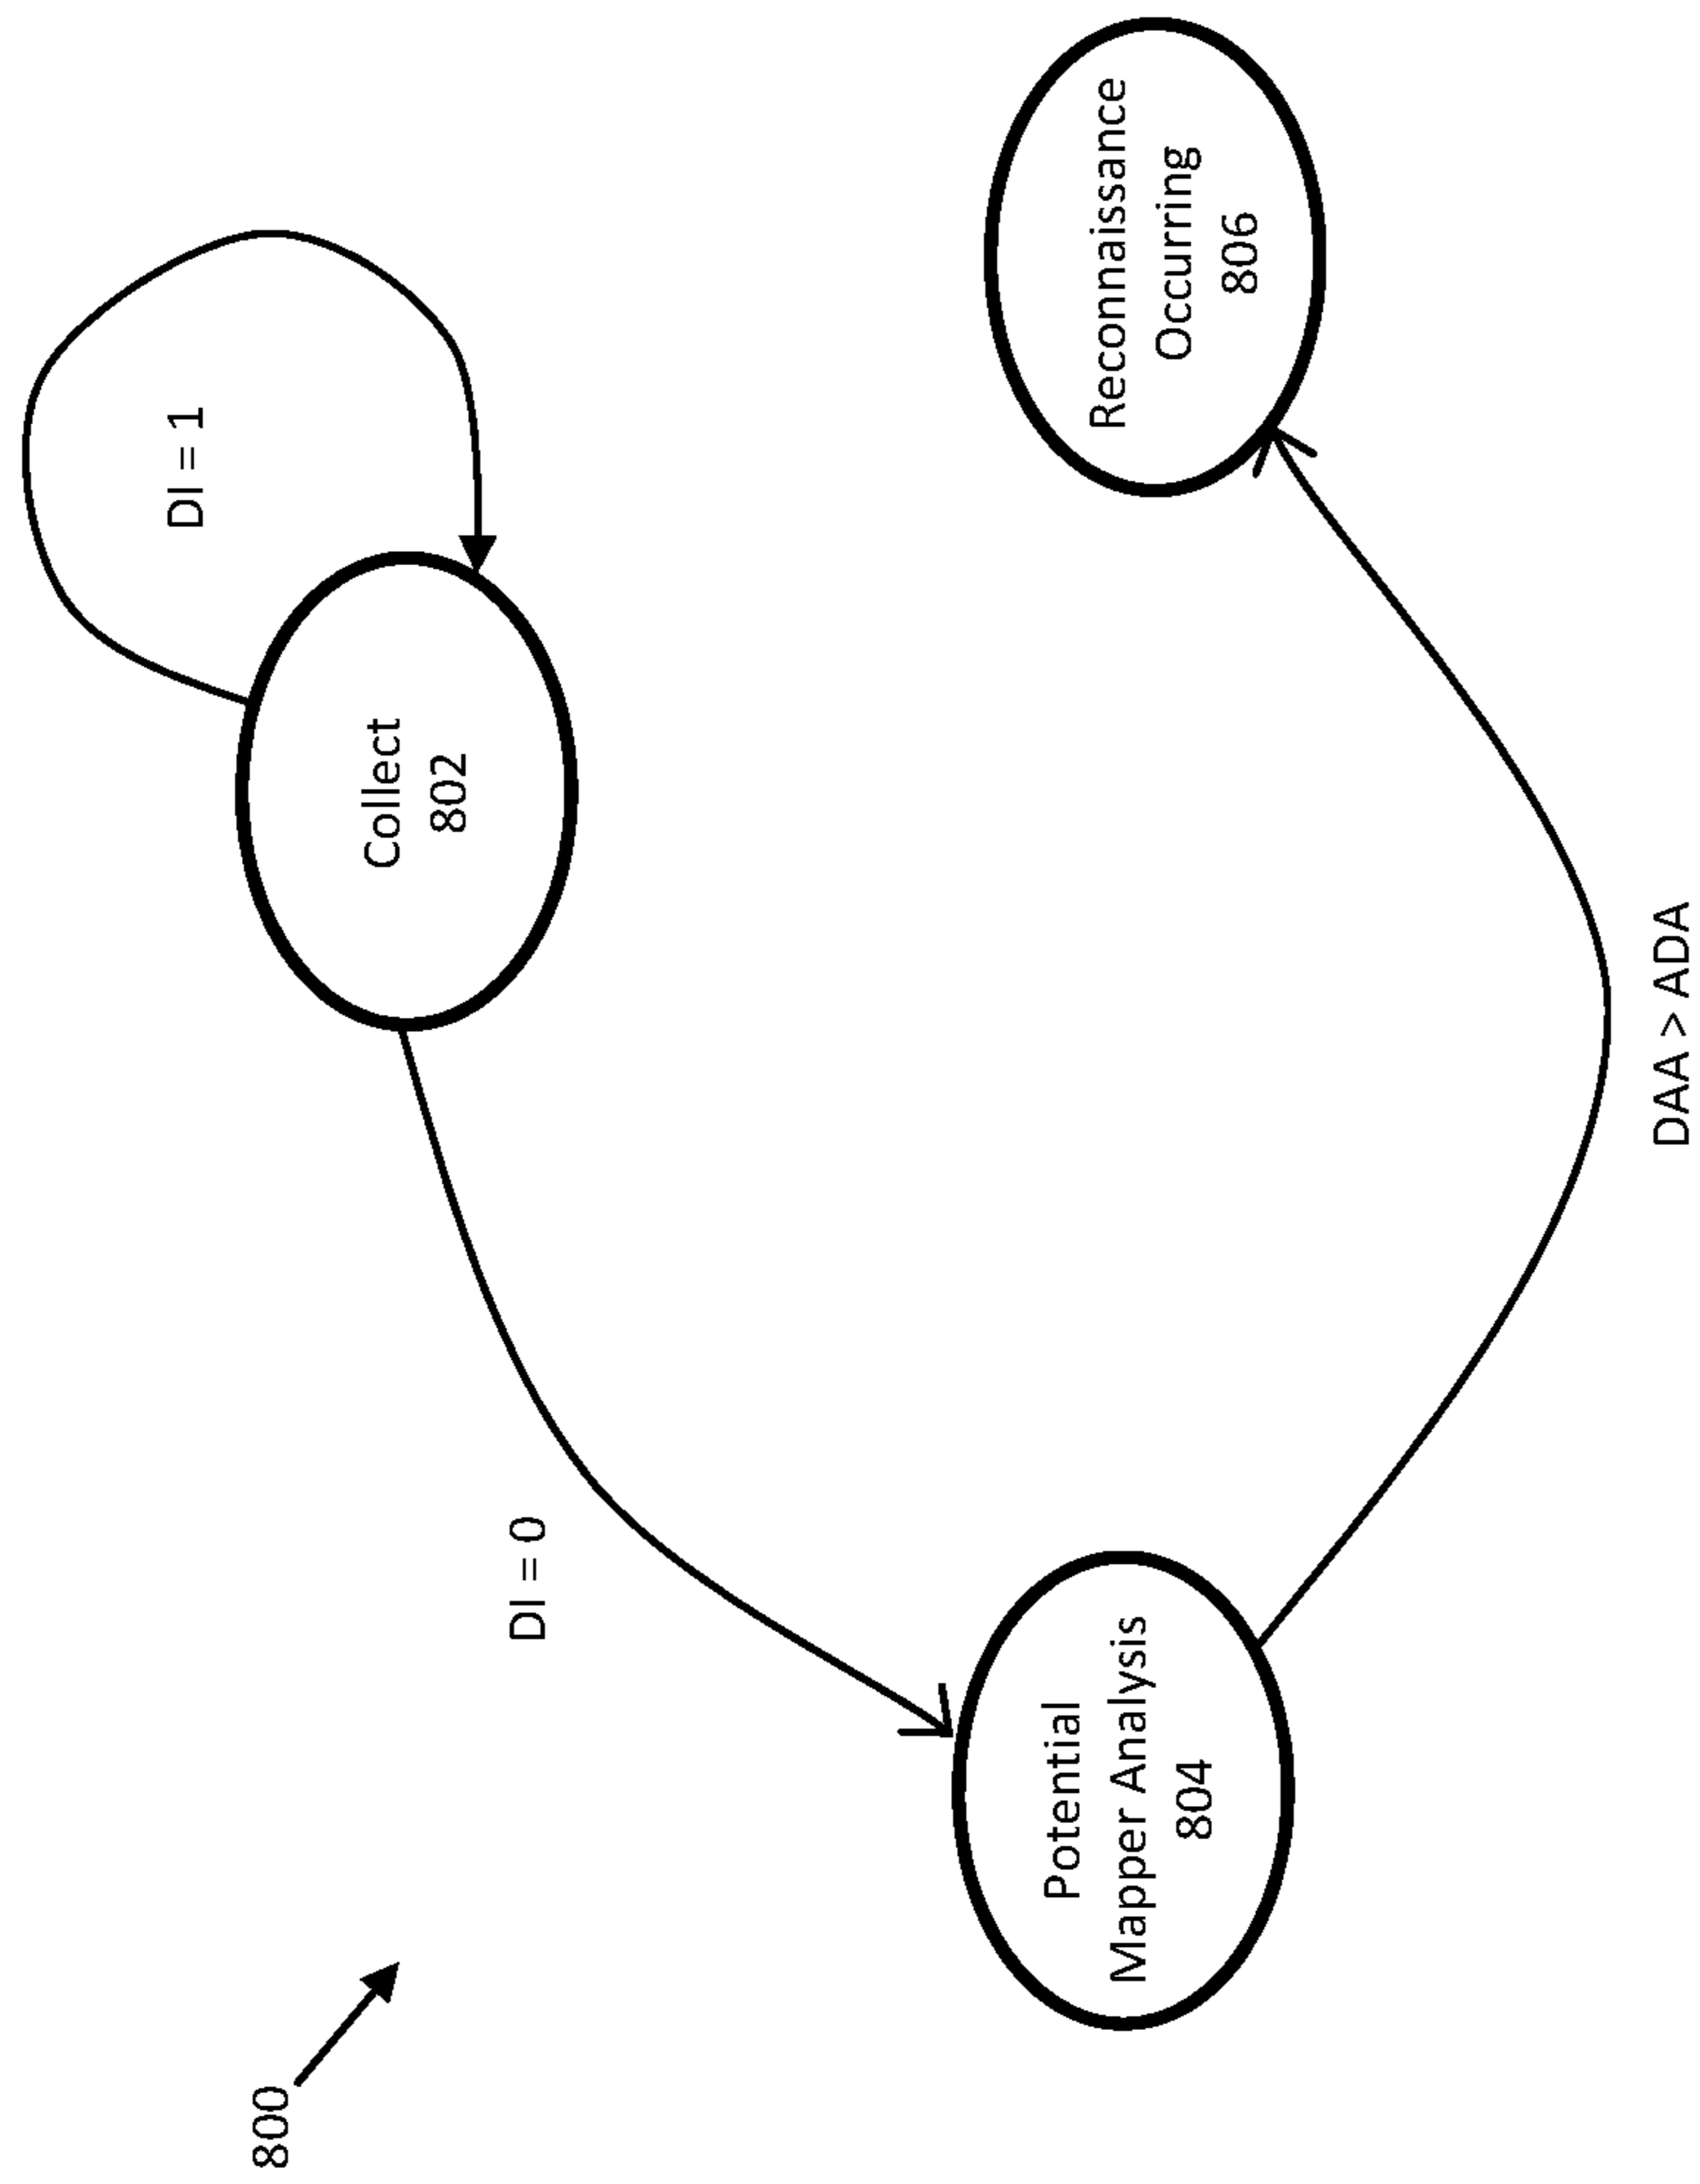 800
Collect
802
DI = 1
DI = 0
Potential
Mapper Analysis
804
Reconnaissance
Occurring
806
DAA > ADA